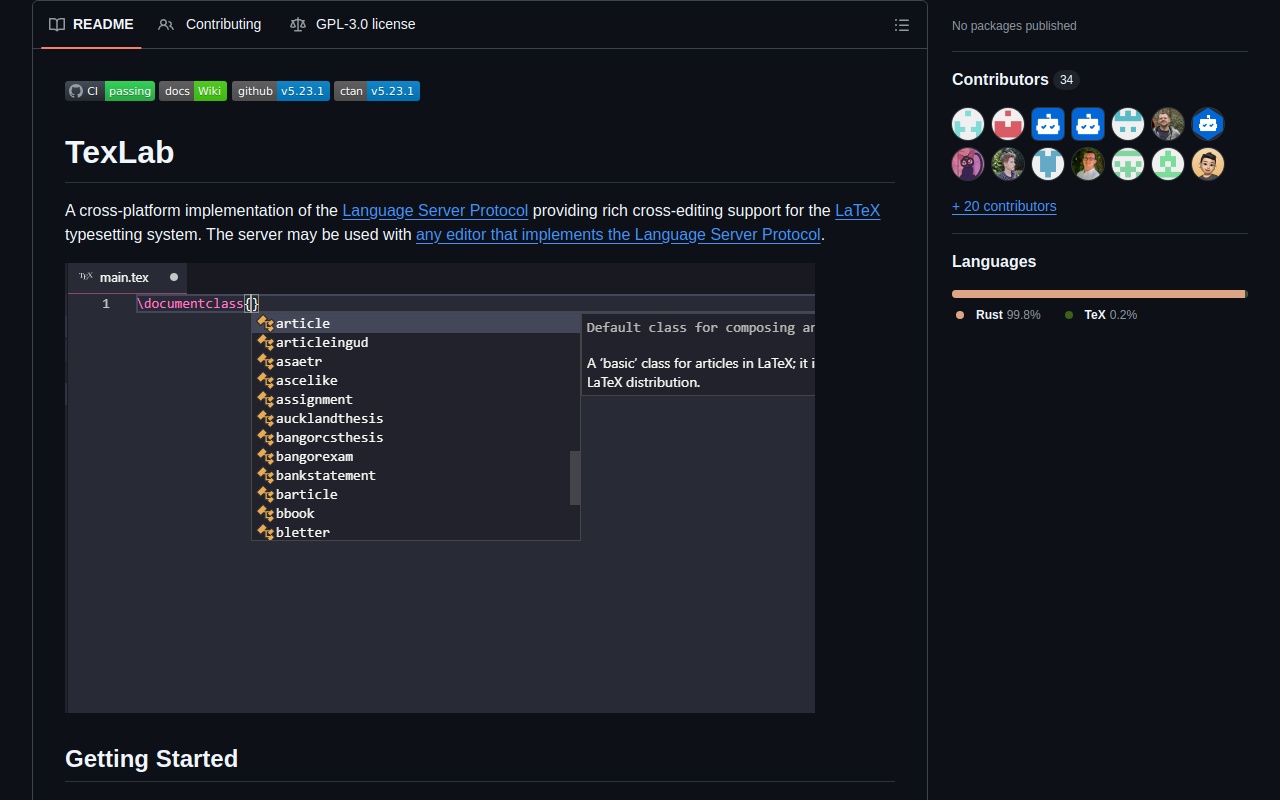 README
Contributing
GPL-3.0 license
CI passing
docs Wiki
github v5.23.1
ctan v5.23.1
TexLab
A cross-platform implementation of the Language Server Protocol providing rich cross-editing support for the LaTeX
typesetting system. The server may be used with any editor that implements the Language Server Protocol.
TEX main.tex
1 \documentclass{}
article
articleingud
asaetr
ascelike
assignment
aucklandthesis
bangorcsthesis
bangorexam
bankstatement
barticle
bbook
bletter
Default class for composing
A ‘basic’ class for articles in LaTeX; it
LaTeX distribution.
Getting Started
No packages published
Contributors 34
+ 20 contributors
Languages
Rust 99.8%
TeX 0.2%